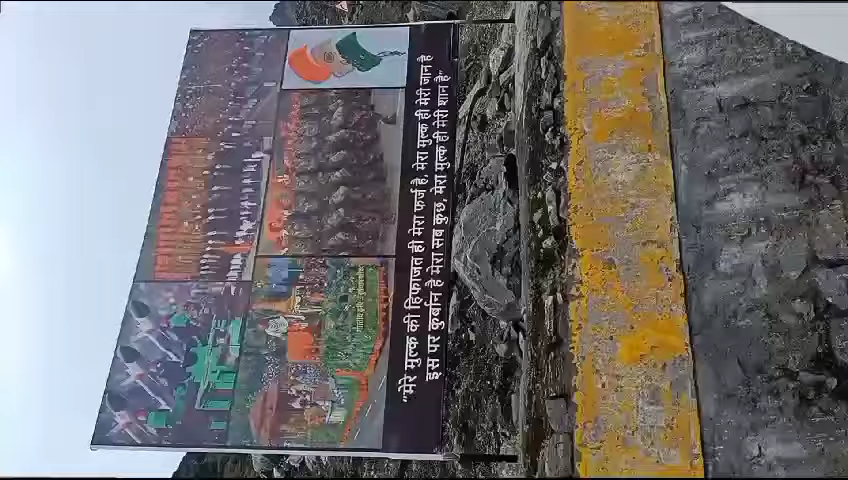 "मेरे मुल्क की हिफाजत ही मेरा फर्ज है, मेरा मुल्क ही मेरी जान है
इस पर कुर्बान है मेरा सब कुछ, मेरा मुल्क ही मेरी शान है"